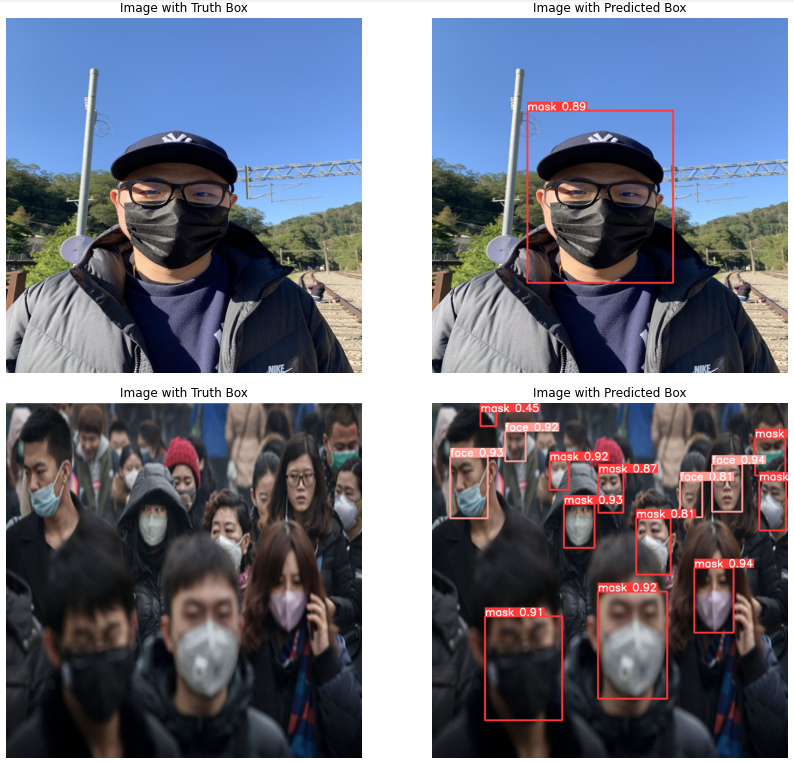 Image with Truth Box
Image with Predicted Box
mask 0.89
NIKE
NIKE
Image with Truth Box
Image with Predicted Box
mask 0.45
face 0.92
mask
face 0.93
mask 0.92
face 0.94
mask 0.87
face 0.81
mask
mask 0.93
mask 0.81
mask 0.94
mask 0.92
mask 0.91